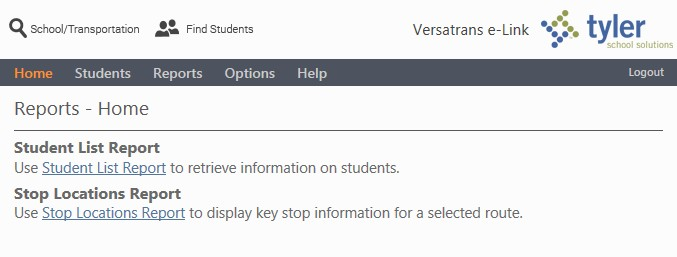 School/Transportation Find Students Versatrans e-Link tyler
school solutions
Home Students Reports Options Help Logout
Reports - Home
Student List Report
Use Student List Report to retrieve information on students.
Stop Locations Report
Use Stop Locations Report to display key stop information for a selected route.